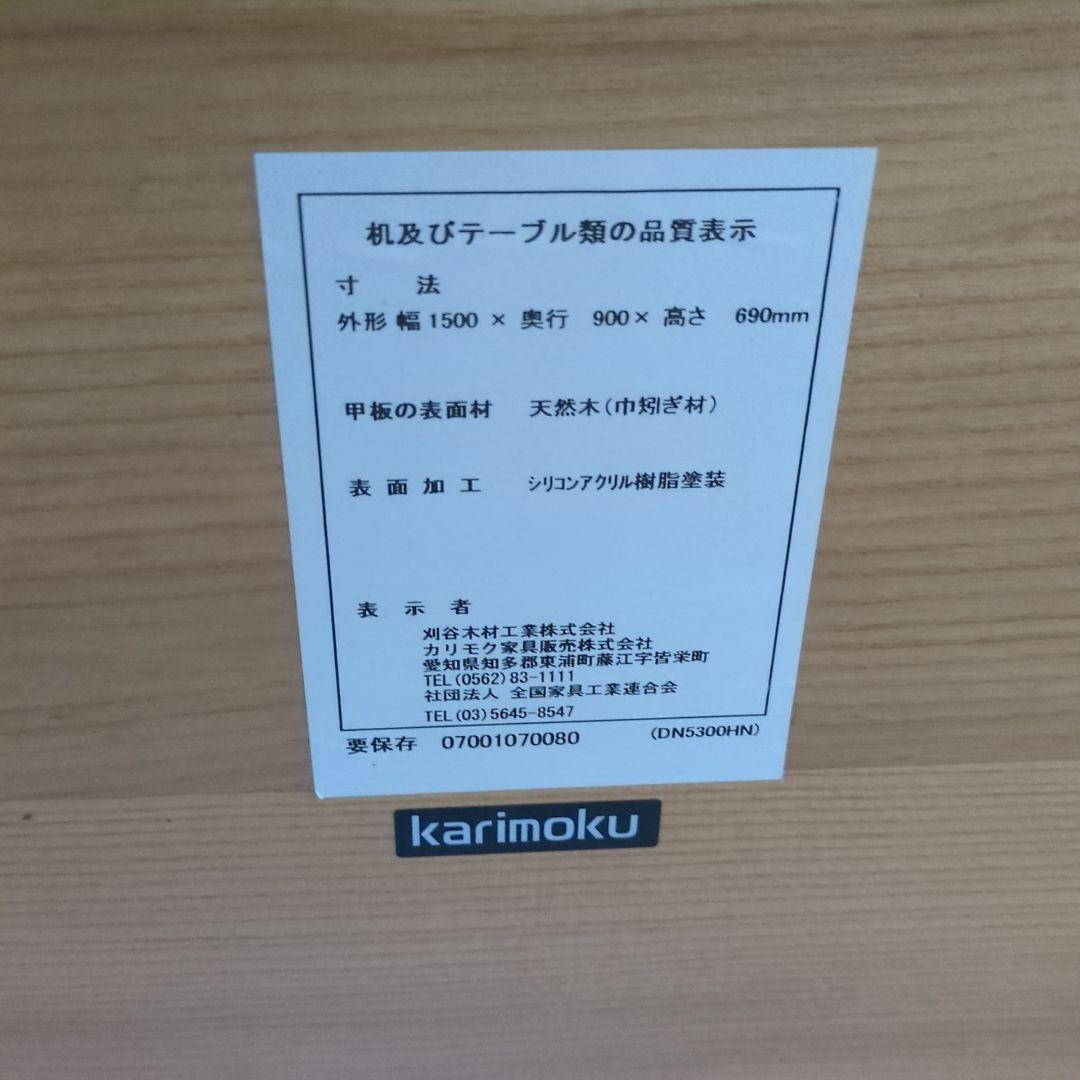 机及びテーブル類の品質表示
寸 法
外形 幅 1500 × 奥行 900 × 高さ 690mm
甲板の表面材 天然木(巾矧ぎ材)
表 面 加 工 シリコンアクリル樹脂塗装
表 示 者
刈谷木材工業株式会社
カリモク家具販売株式会社
愛知県知多郡東浦町藤江字皆栄町
TEL(0562)83-1111
社団法人 全国家具工業連合会
TEL(03)5645-8547
要保存 07001070080 (DN5300HN)
karimoku